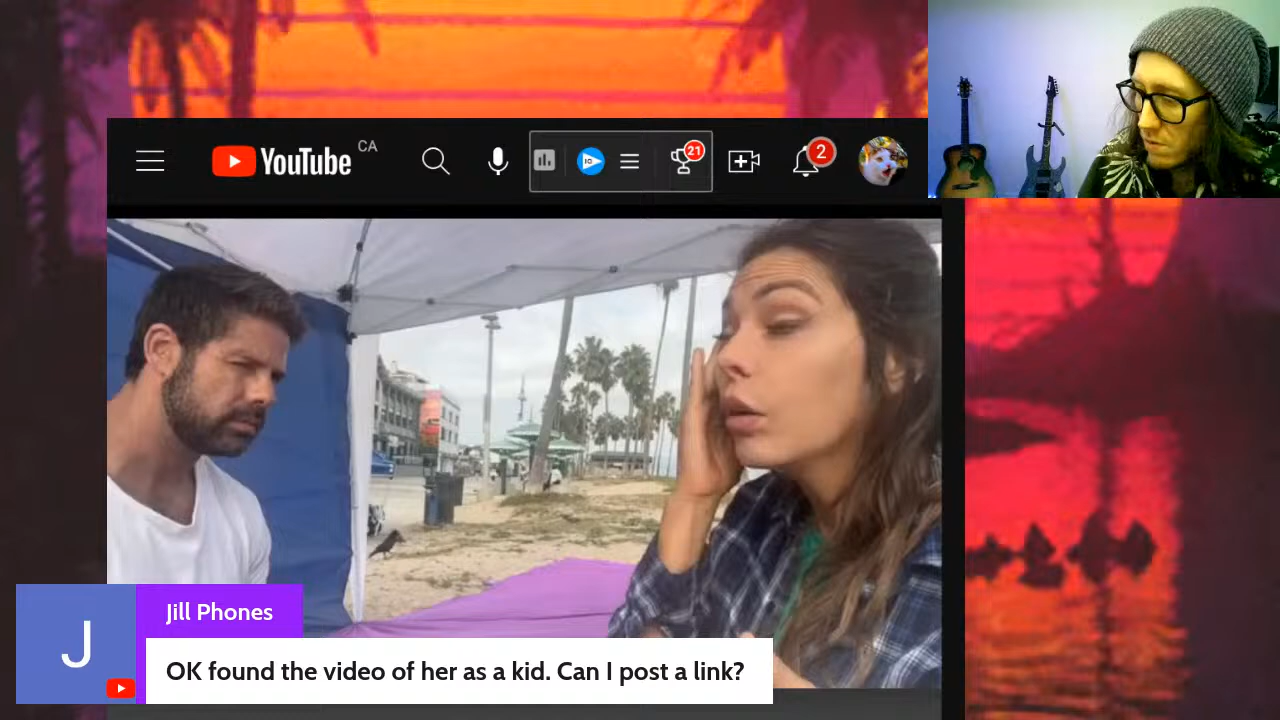 YouTube CA
21
2
J
Jill Phones
OK found the video of her as a kid. Can I post a link?